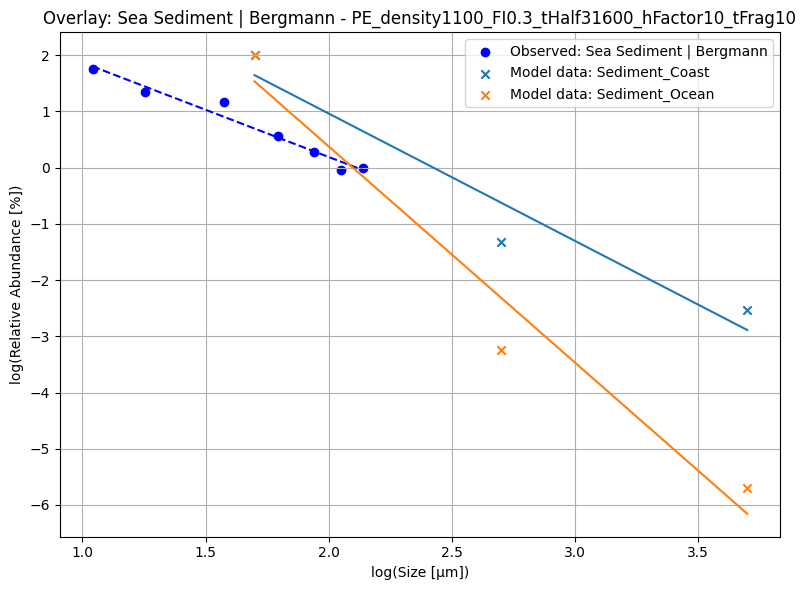 Overlay: Sea Sediment | Bergmann - PE_density1100_FI0.3_tHalf31600_hFactor10_tFrag10
Observed: Sea Sediment | Bergmann
Model data: Sediment_Coast
Model data: Sediment_Ocean
log(Relative Abundance [%])
2
1
0
−1
−2
−3
−4
−5
−6
1.0
1.5
2.0
2.5
3.0
3.5
log(Size [μm])